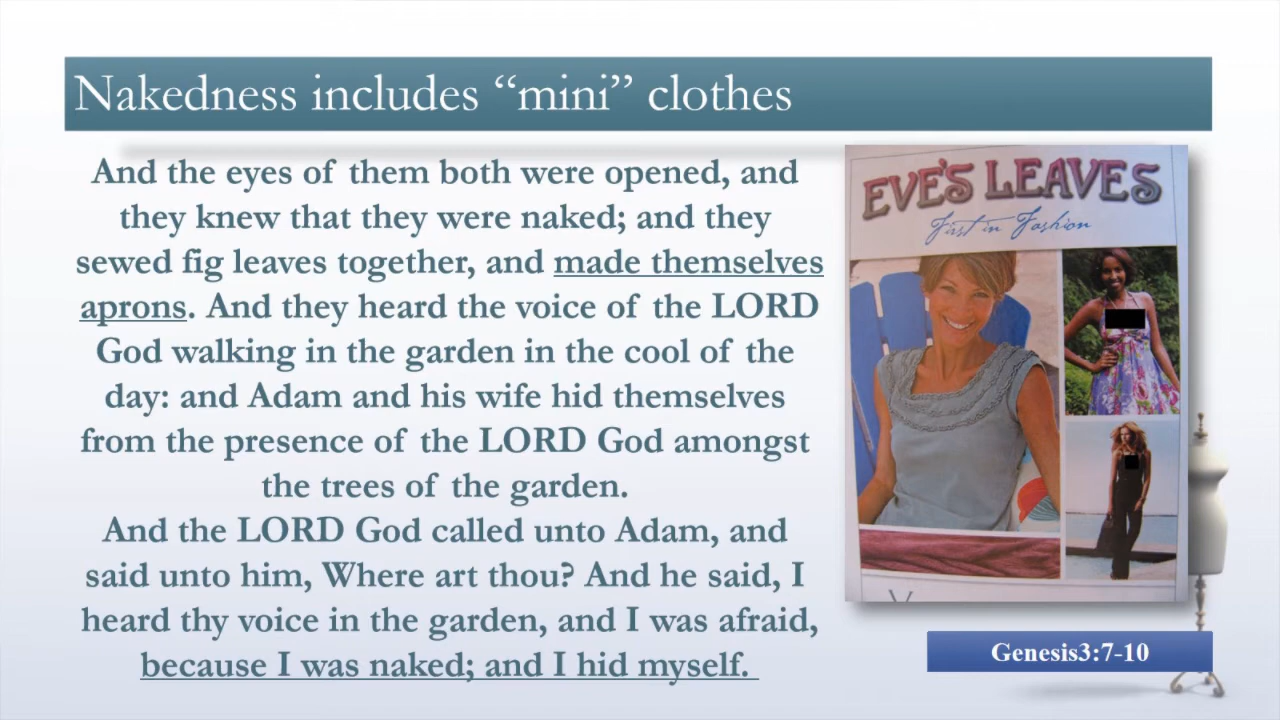 Nakedness includes “mini” clothes
And the eyes of them both were opened, and
they knew that they were naked; and they
sewed fig leaves together, and made themselves
aprons. And they heard the voice of the LORD
God walking in the garden in the cool of the
day: and Adam and his wife hid themselves
from the presence of the LORD God amongst
the trees of the garden.
And the LORD God called unto Adam, and
said unto him, Where art thou? And he said, I
heard thy voice in the garden, and I was afraid,
because I was naked; and I hid myself.
EVE'S LEAVES
First in Fashion
Genesis3:7-10